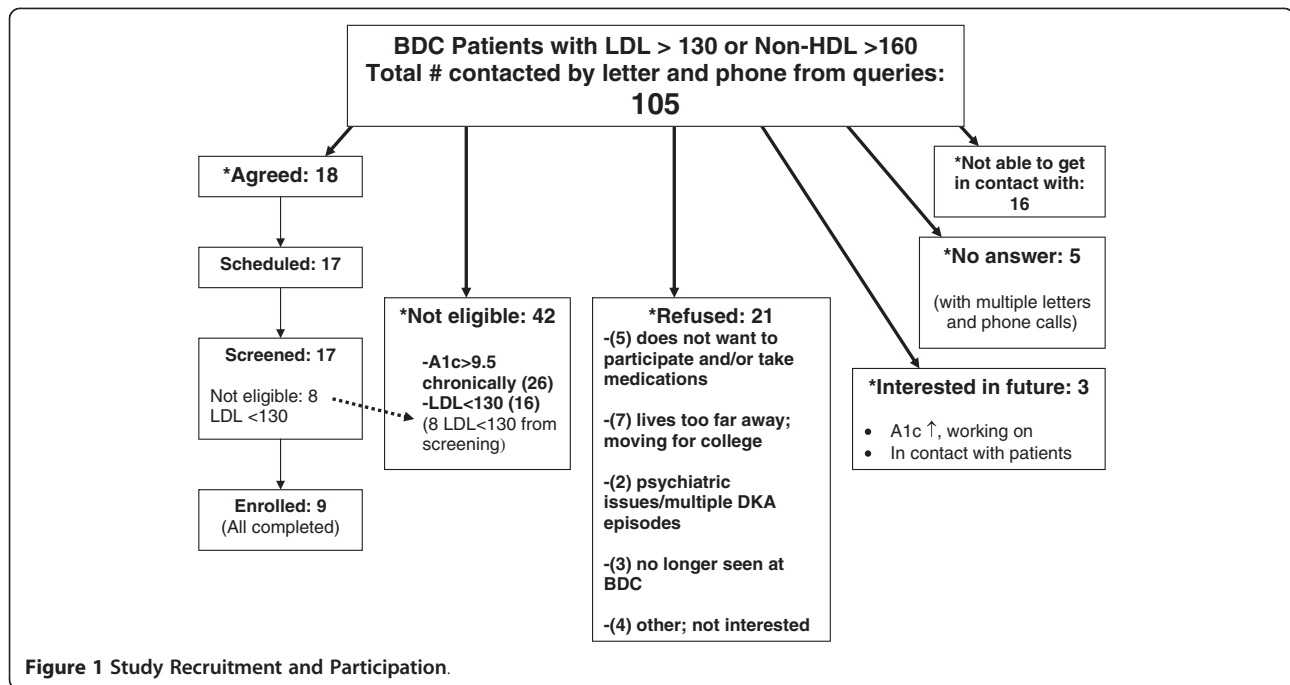 BDC Patients with LDL > 130 or Non-HDL >160
Total # contacted by letter and phone from queries:
105
*Agreed: 18
Scheduled: 17
Screened: 17
Not eligible: 8
LDL <130
Enrolled: 9
(All completed)
*Not eligible: 42
-A1c>9.5
chronically (26)
-LDL<130 (16)
(8 LDL<130 from
screening)
*Refused: 21
-(5) does not want to
participate and/or take
medications
-(7) lives too far away;
moving for college
-(2) psychiatric
issues/multiple DKA
episodes
-(3) no longer seen at
BDC
-(4) other; not interested
*Interested in future: 3
• A1c ↑, working on
• In contact with patients
*No answer: 5
(with multiple letters
and phone calls)
*Not able to get
in contact with:
16
Figure 1 Study Recruitment and Participation.